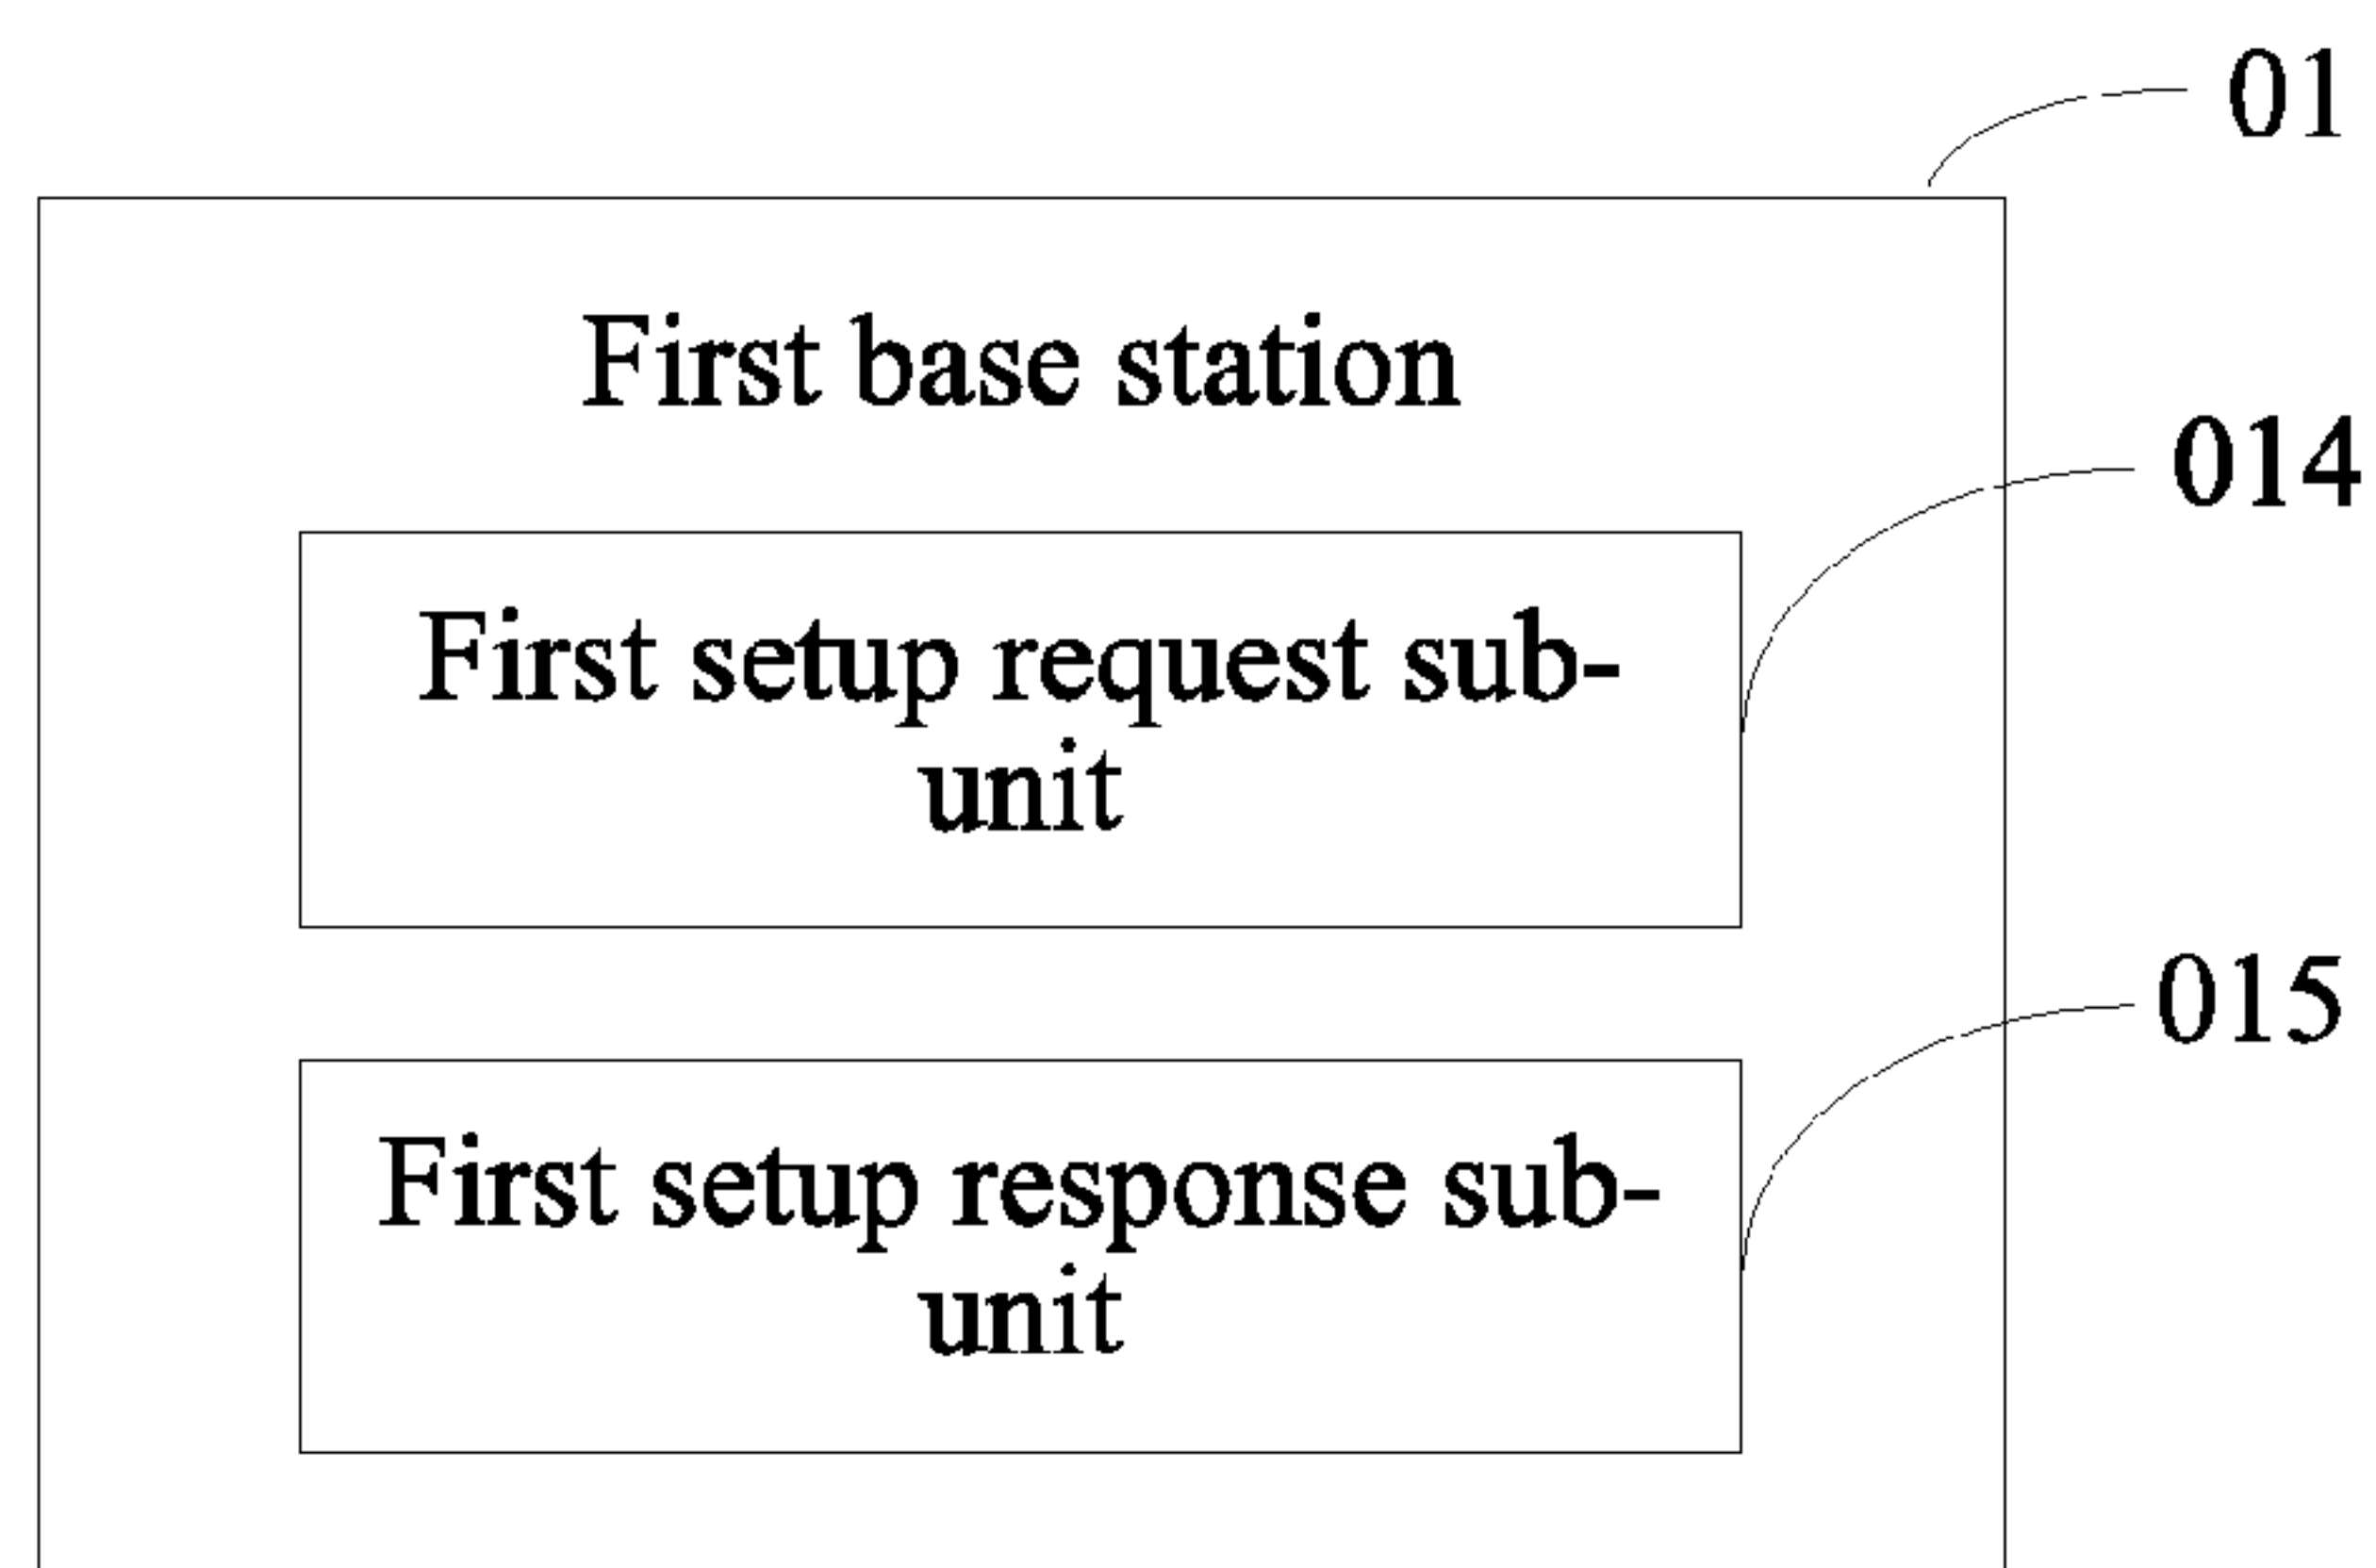 01
First base station
014
First setup request sub-
unit
015
First setup response sub-
unit